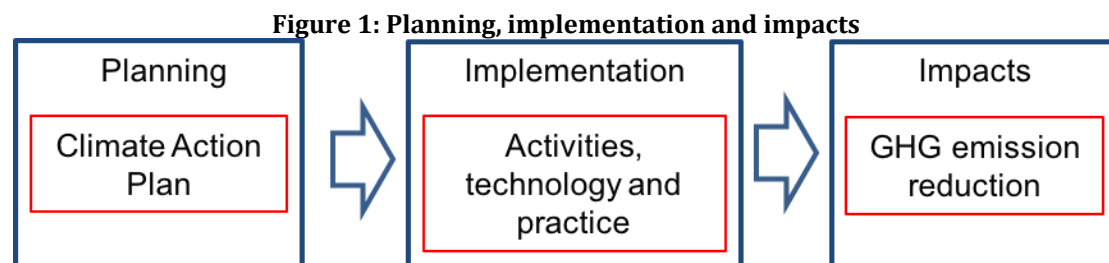 Figure 1: Planning, implementation and impacts
Planning
Climate Action
Plan
Implementation
Activities,
technology and
practice
Impacts
GHG emission
reduction